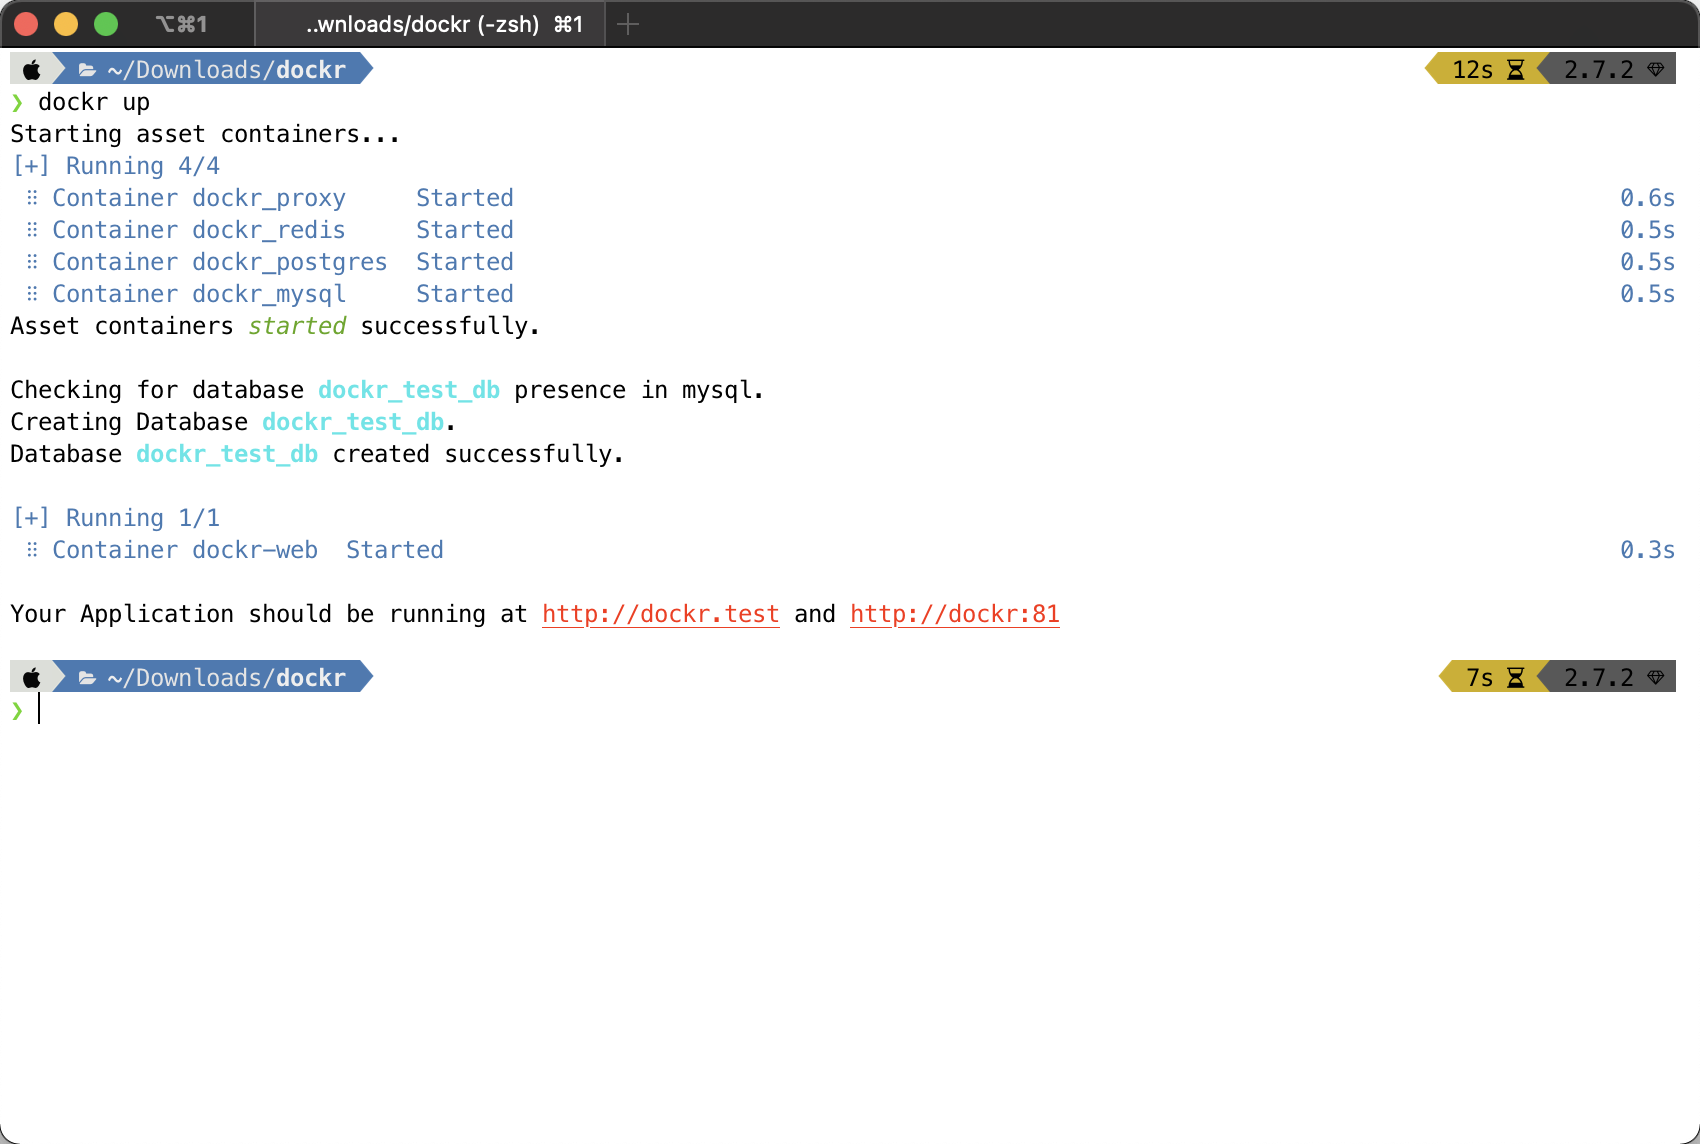 ⌥⌘1 ..wnloads/dockr (-zsh) ⌘1
~/Downloads/dockr 12s 2.7.2
❯ dockr up
Starting asset containers...
[+] Running 4/4
⠿ Container dockr_proxy Started 0.6s
⠿ Container dockr_redis Started 0.5s
⠿ Container dockr_postgres Started 0.5s
⠿ Container dockr_mysql Started 0.5s
Asset containers started successfully.
Checking for database dockr_test_db presence in mysql.
Creating Database dockr_test_db.
Database dockr_test_db created successfully.
[+] Running 1/1
⠿ Container dockr-web Started 0.3s
Your Application should be running at http://dockr.test and http://dockr:81
~/Downloads/dockr 7s 2.7.2
❯